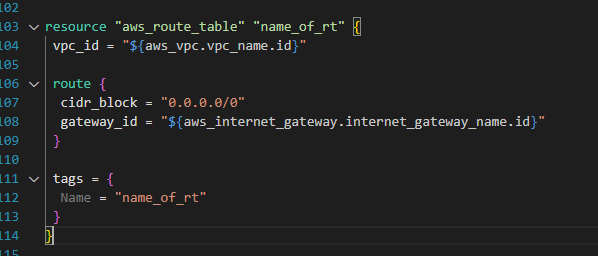 102
103 resource "aws_route_table" "name_of_rt" {
104 vpc_id = "${aws_vpc.vpc_name.id}"
105
106 route {
107 cidr_block = "0.0.0.0/0"
108 gateway_id = "${aws_internet_gateway.internet_gateway_name.id}"
109 }
110
111 tags = {
112 Name = "name_of_rt"
113 }
114 }
115